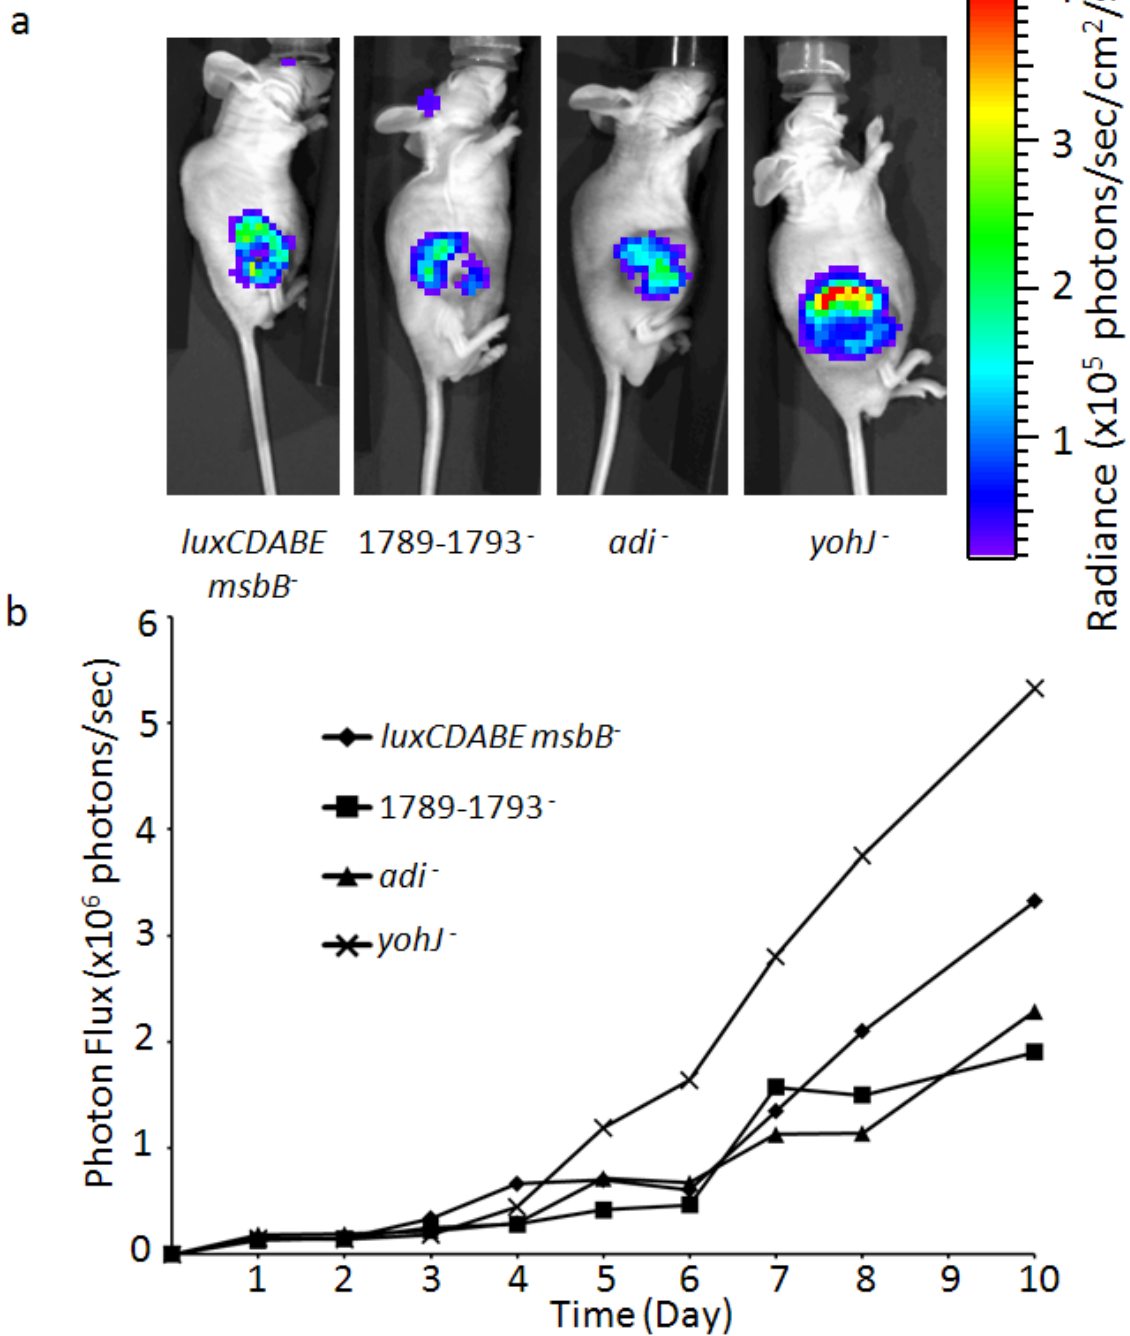 a
3
2
1
Radiance (x10⁵ photons/sec/cm²/
luxCDABE msbB⁻
1789-1793⁻
adi⁻
yohJ⁻
b
Photon Flux (x10⁶ photons/sec)
6
5
4
3
2
1
0
luxCDABE msbB⁻
1789-1793⁻
adi⁻
yohJ⁻
1 2 3 4 5 6 7 8 9 10
Time (Day)